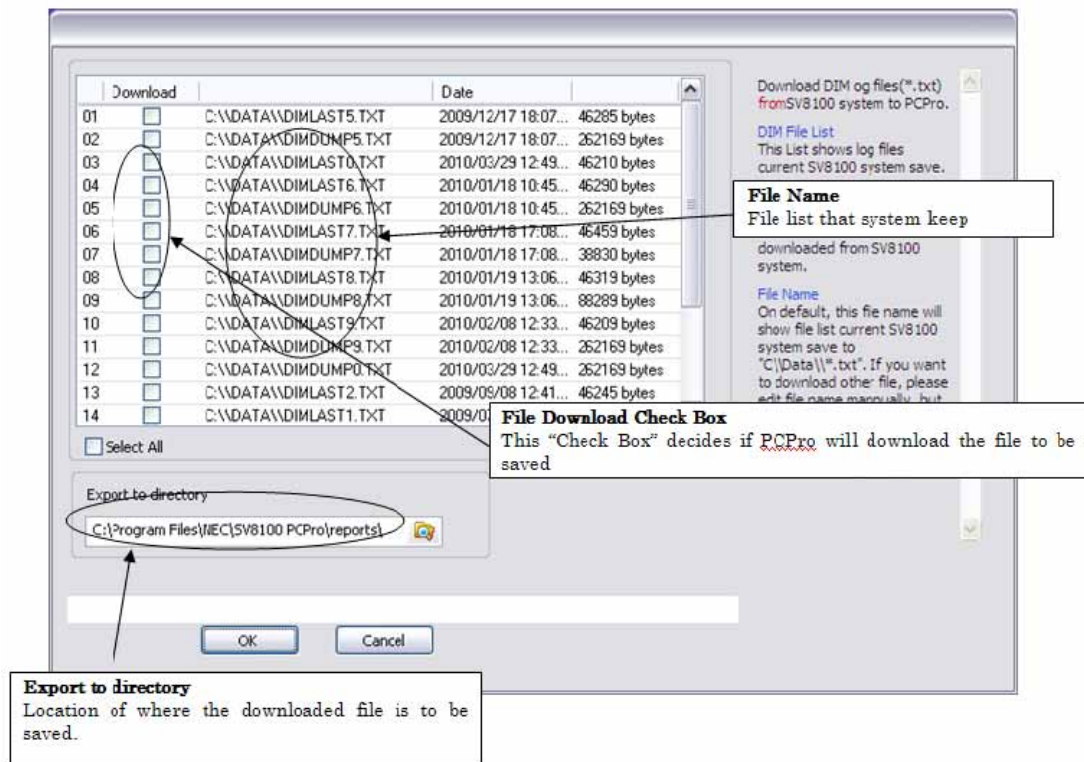 Download Date
01 C:\\DATA\\DIMLAST5.TXT 2009/12/17 18:07... 46285 bytes
02 C:\\DATA\\DIMDUMP5.TXT 2009/12/17 18:07... 262169 bytes
03 C:\\DATA\\DIMLAST0.TXT 2010/03/29 12:49... 46210 bytes
04 C:\\DATA\\DIMLAST6.TXT 2010/01/18 10:45... 46290 bytes
05 C:\\DATA\\DIMDUMP6.TXT 2010/01/18 10:45... 262169 bytes
06 C:\\DATA\\DIMLAST7.TXT 2010/01/18 17:08... 46459 bytes
07 C:\\DATA\\DIMDUMP7.TXT 2010/01/18 17:08... 38830 bytes
08 C:\\DATA\\DIMLAST8.TXT 2010/01/19 13:06... 46319 bytes
09 C:\\DATA\\DIMDUMP8.TXT 2010/01/19 13:06... 88289 bytes
10 C:\\DATA\\DIMLAST9.TXT 2010/02/08 12:33... 46209 bytes
11 C:\\DATA\\DIMDUMP9.TXT 2010/02/08 12:33... 262169 bytes
12 C:\\DATA\\DIMDUMP0.TXT 2010/03/29 12:49... 262169 bytes
13 C:\\DATA\\DIMLAST2.TXT 2009/09/08 12:41... 46245 bytes
14 C:\\DATA\\DIMLAST1.TXT
Select All
Export to directory
C:\Program Files\NEC\SV8100 PCPro\reports\
OK Cancel
Download DIM og files(*.txt)
fromSV8100 system to PCPro.
DIM File List
This List shows log files
current SV8100 system save.
downloaded from SV8100
system.
File Name
On default, this file name will
show file list current SV8100
system save to
"C\\Data\\*.txt". If you want
to download other file, please
edit file name mannually, but
File Name
File list that system keep
File Download Check Box
This “Check Box” decides if PCPro will download the file to be
saved
Export to directory
Location of where the downloaded file is to be
saved.